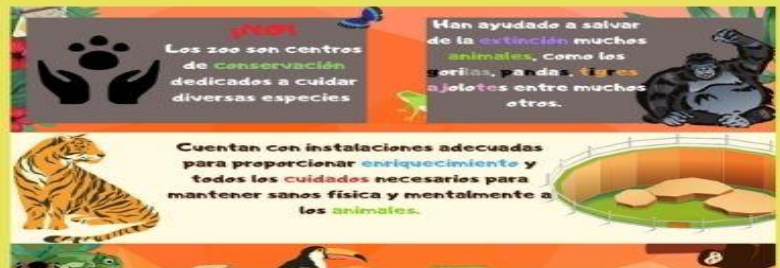 Los zoo son centros
de conservación
dedicados a cuidar
diversas especies
Han ayudado a salvar
de la extinción muchos
animales, como los
gorilas, pandas, tigres
ajolotes entre muchos
otros.
Cuentan con instalaciones adecuadas
para proporcionar enriquecimiento y
todos los cuidados necesarios para
mantener sanos física y mentalmente a
los animales.